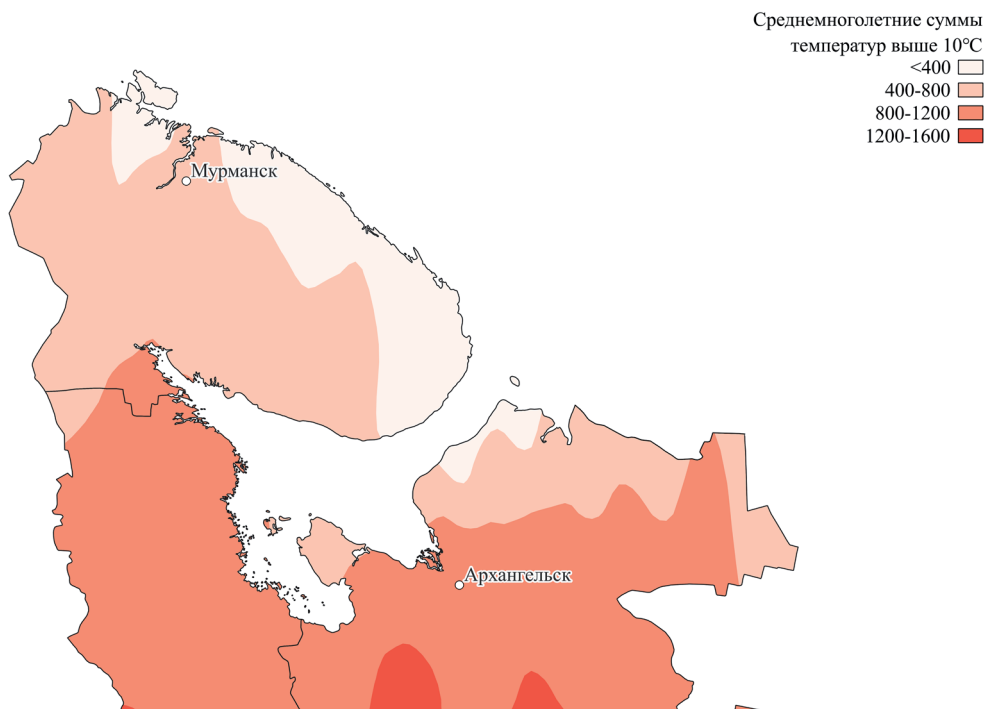 Среднемноголетние суммы
температур выше 10°C
<400
400-800
800-1200
1200-1600
Мурманск
Архангельск